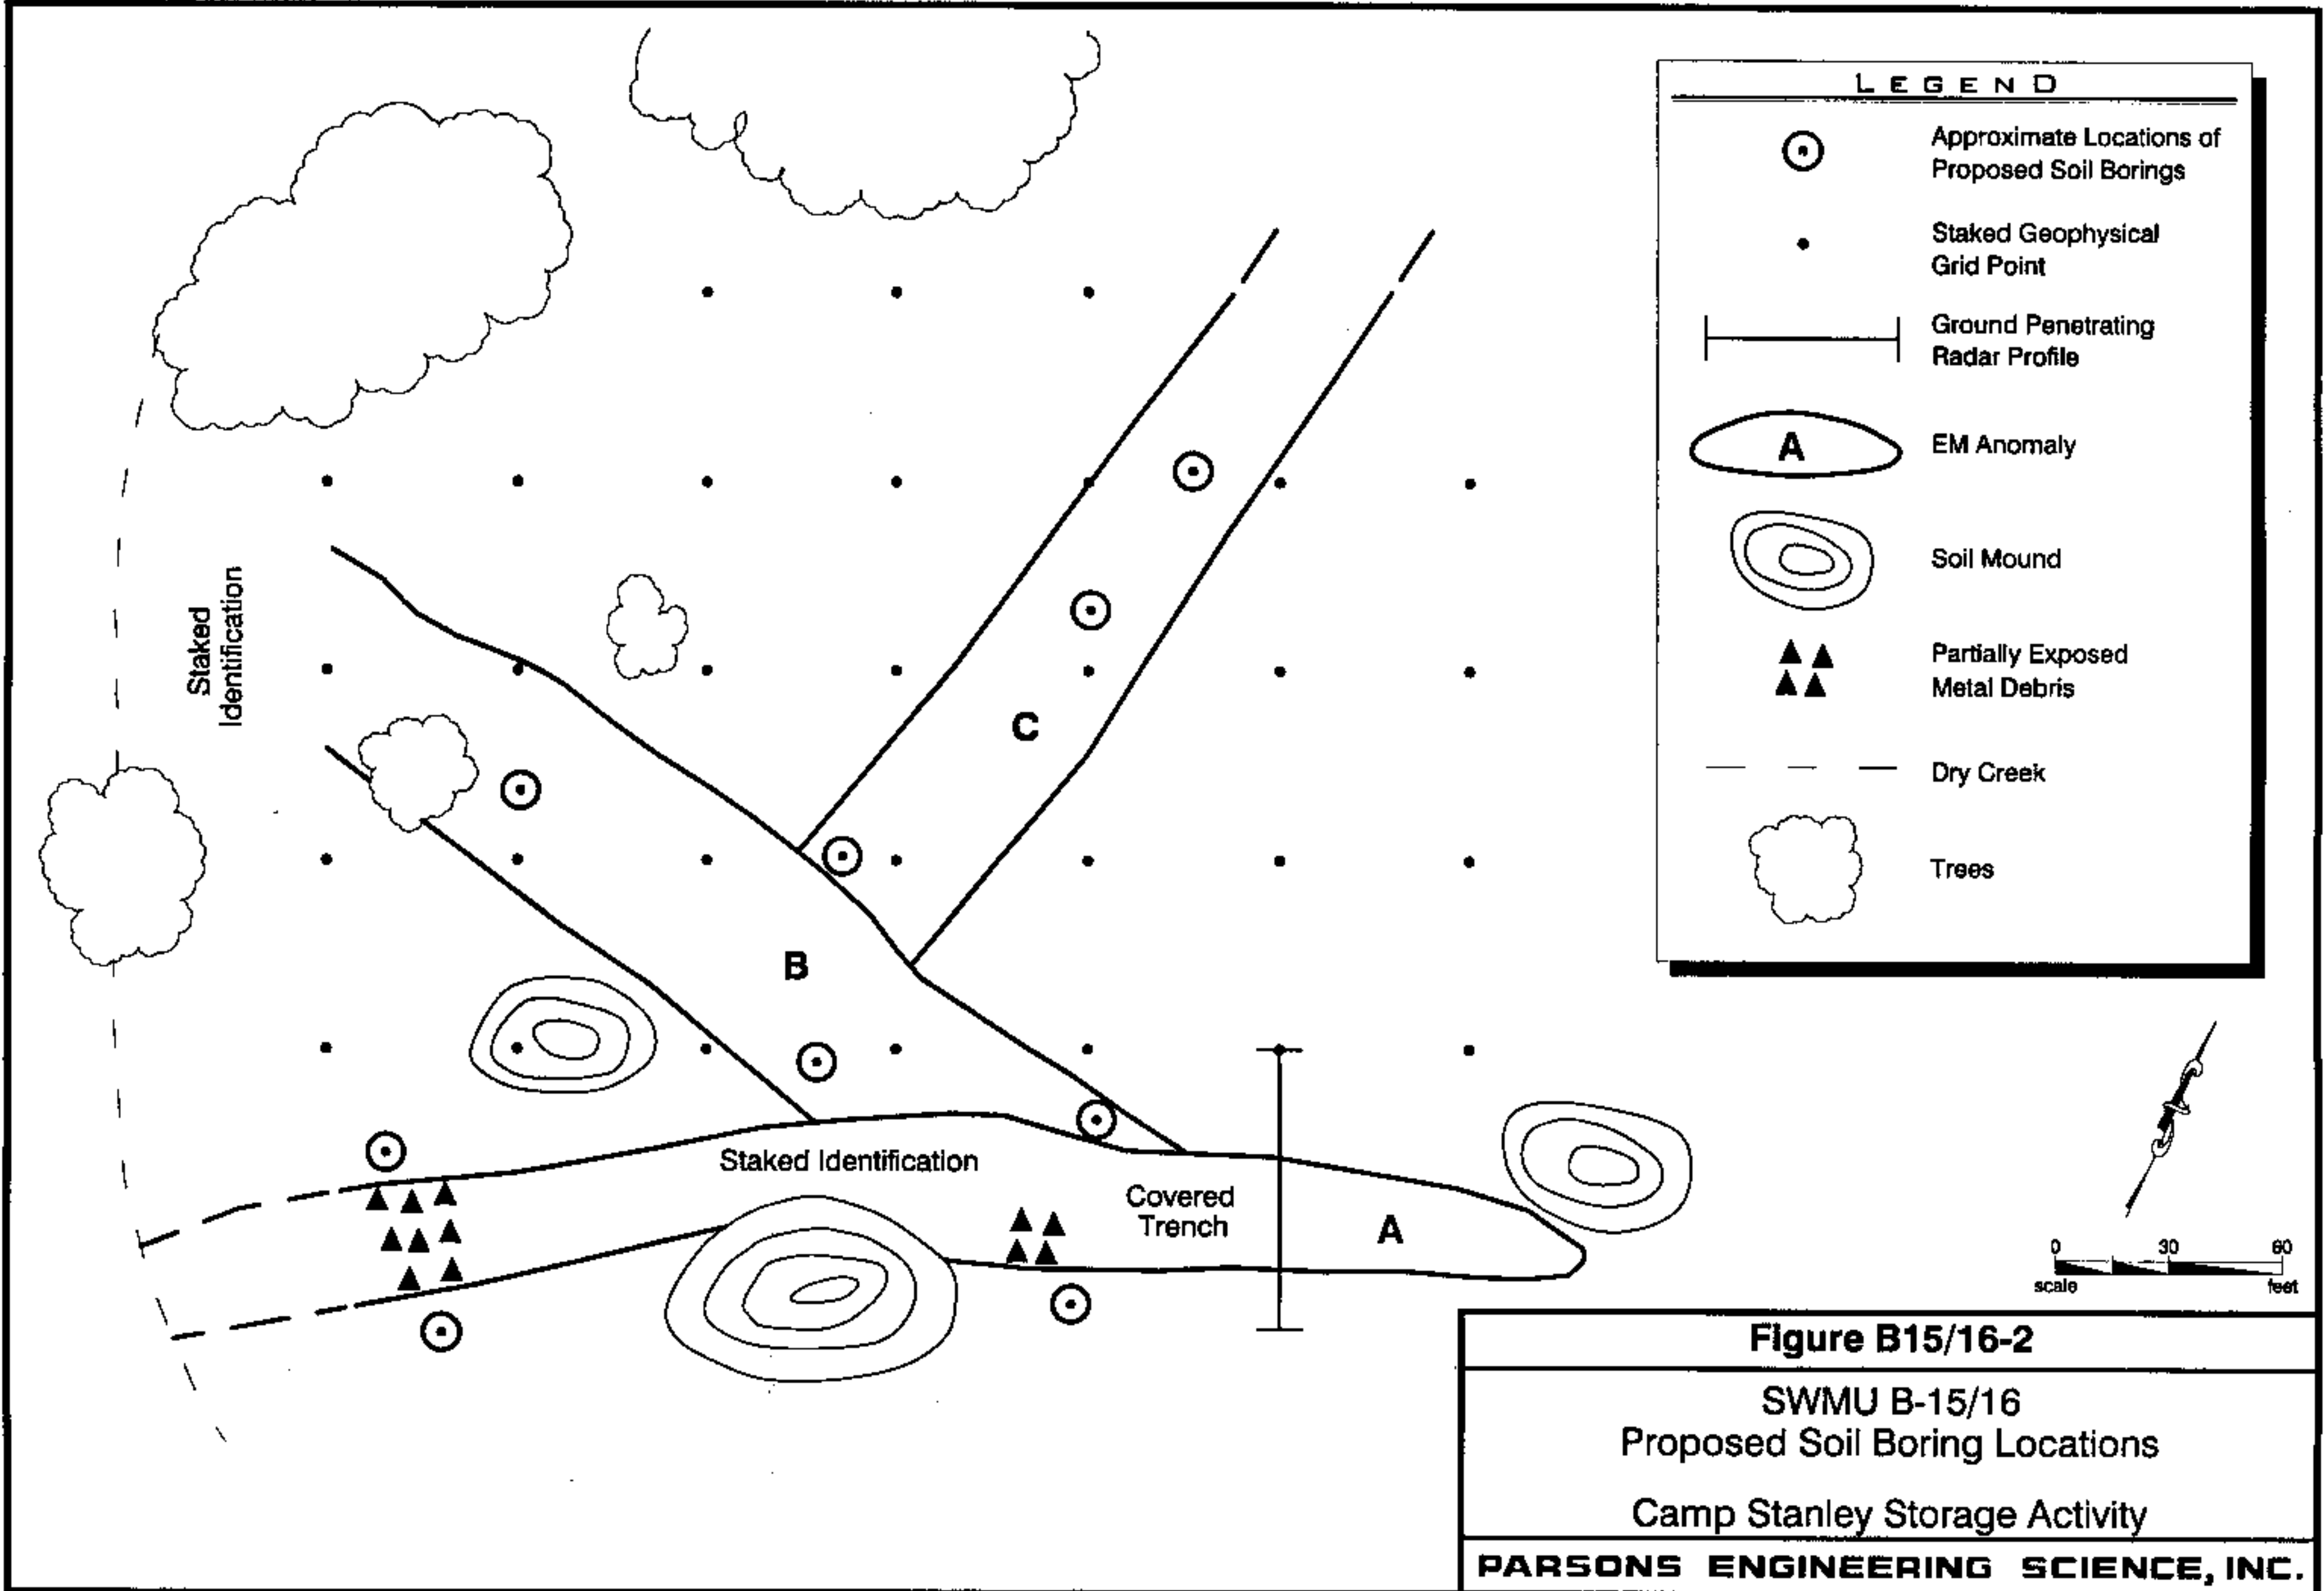 LEGEND
Approximate Locations of
Proposed Soil Borings
Staked Geophysical
Grid Point
Ground Penetrating
Radar Profile
A
EM Anomaly
Soil Mound
Partially Exposed
Metal Debris
Dry Creek
Trees
Staked
Identification
C
B
Staked Identification
Covered
Trench
A
0 30 60
scale feet
Figure B15/16-2
SWMU B-15/16
Proposed Soil Boring Locations
Camp Stanley Storage Activity
PARSONS ENGINEERING SCIENCE, INC.